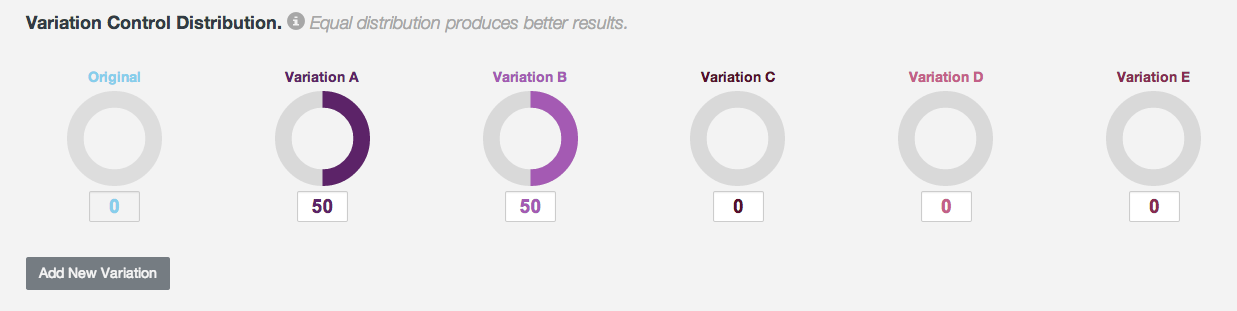 Variation Control Distribution. i Equal distribution produces better results.
Original Variation A Variation B Variation C Variation D Variation E
0 50 50 0 0 0
Add New Variation